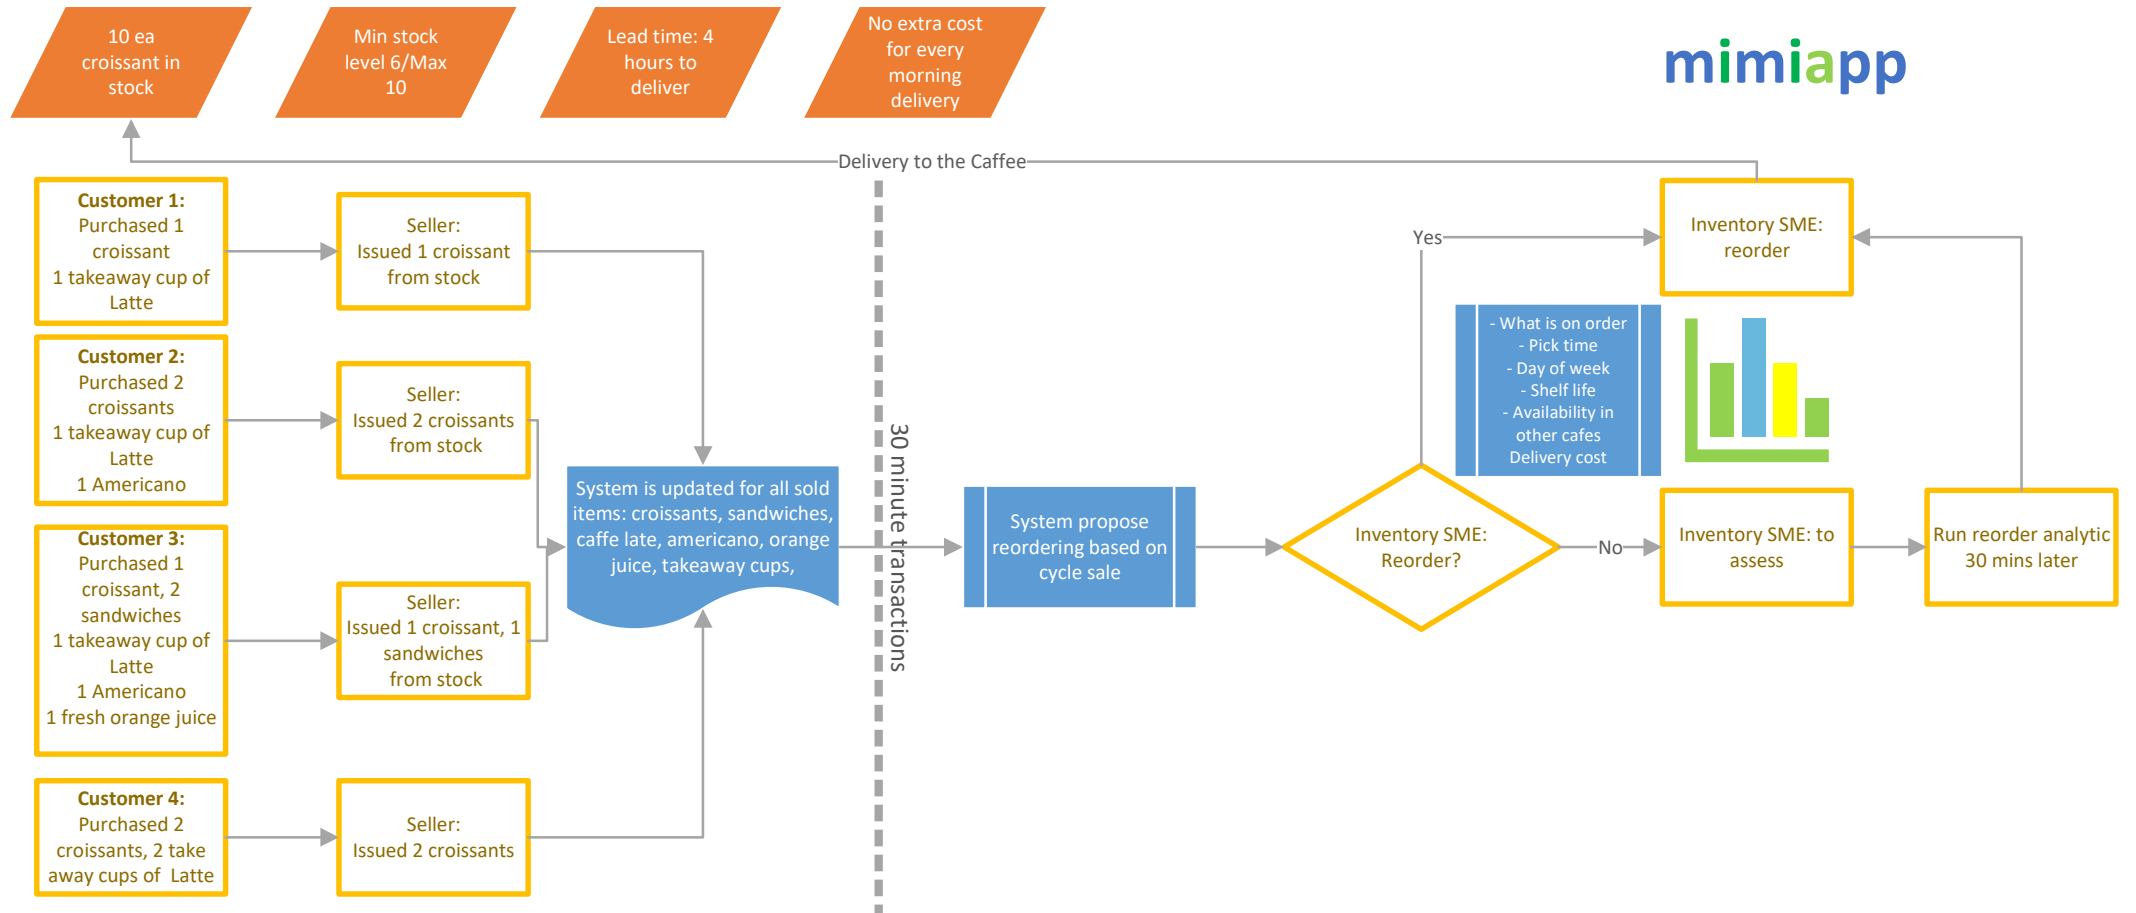 10 ea
croissant in
stock
Min stock
level 6/Max
10
Lead time: 4
hours to
deliver
No extra cost
for every
morning
delivery
mimiapp
Delivery to the Caffee
Customer 1:
Purchased 1
croissant
1 takeaway cup of
Latte
Seller:
Issued 1 croissant
from stock
Customer 2:
Purchased 2
croissants
1 takeaway cup of
Latte
1 Americano
Seller:
Issued 2 croissants
from stock
Customer 3:
Purchased 1
croissant, 2
sandwiches
1 takeaway cup of
Latte
1 Americano
1 fresh orange juice
Seller:
Issued 1 croissant, 1
sandwiches
from stock
Customer 4:
Purchased 2
croissants, 2 take
away cups of  Latte
Seller:
Issued 2 croissants
System is updated for all sold
items: croissants, sandwiches,
caffe late, americano, orange
juice, takeaway cups,
30 minute transactions
System propose
reordering based on
cycle sale
Inventory SME:
Reorder?
Yes
No
Inventory SME:
reorder
- What is on order
- Pick time
- Day of week
- Shelf life
- Availability in
other cafes
Delivery cost
Inventory SME: to
assess
Run reorder analytic
30 mins later